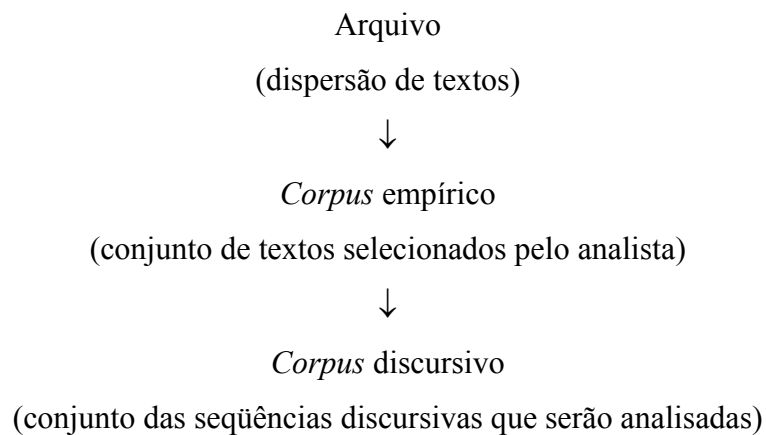 Arquivo
(dispersão de textos)
↓
Corpus empírico
(conjunto de textos selecionados pelo analista)
↓
Corpus discursivo
(conjunto das seqüências discursivas que serão analisadas)